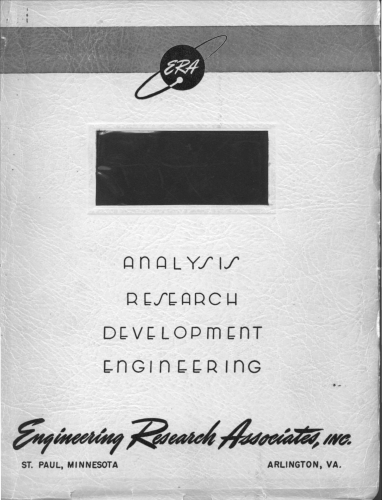 ERA
ANALYSIS
RESEARCH
DEVELOPMENT
ENGINEERING
Engineering Research Associates, INC.
ST. PAUL, MINNESOTA ARLINGTON, VA.